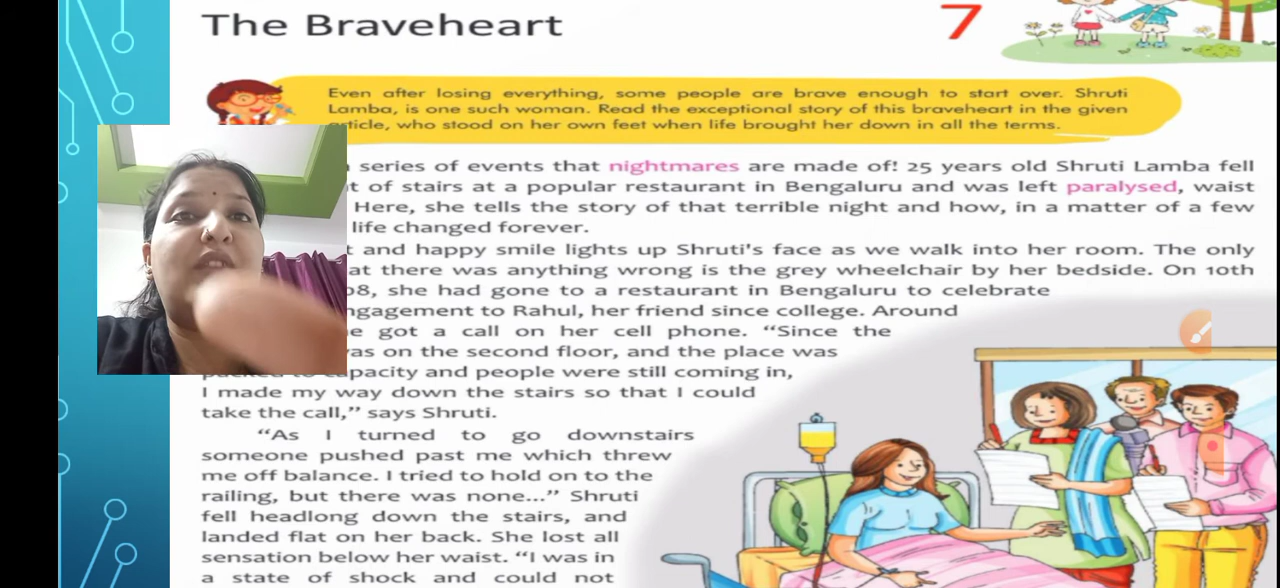 The Braveheart
7
Even after losing everything, some people are brave enough to start over. Shruti
Lamba, is one such woman. Read the exceptional story of this braveheart in the given
article, who stood on her own feet when life brought her down in all the terms.
series of events that nightmares are made of! 25 years old Shruti Lamba fell
of stairs at a popular restaurant in Bengaluru and was left paralysed, waist
Here, she tells the story of that terrible night and how, in a matter of a few
life changed forever.
and happy smile lights up Shruti's face as we walk into her room. The only
there was anything wrong is the grey wheelchair by her bedside. On 10th
she had gone to a restaurant in Bengaluru to celebrate
to Rahul, her friend since college. Around
got a call on her cell phone. “Since the
on the second floor, and the place was
capacity and people were still coming in,
I made my way down the stairs so that I could
take the call,” says Shruti.
“As I turned to go downstairs
someone pushed past me which threw
me off balance. I tried to hold on to the
railing, but there was none...” Shruti
fell headlong down the stairs, and
landed flat on her back. She lost all
sensation below her waist. “I was in
a state of shock and could not